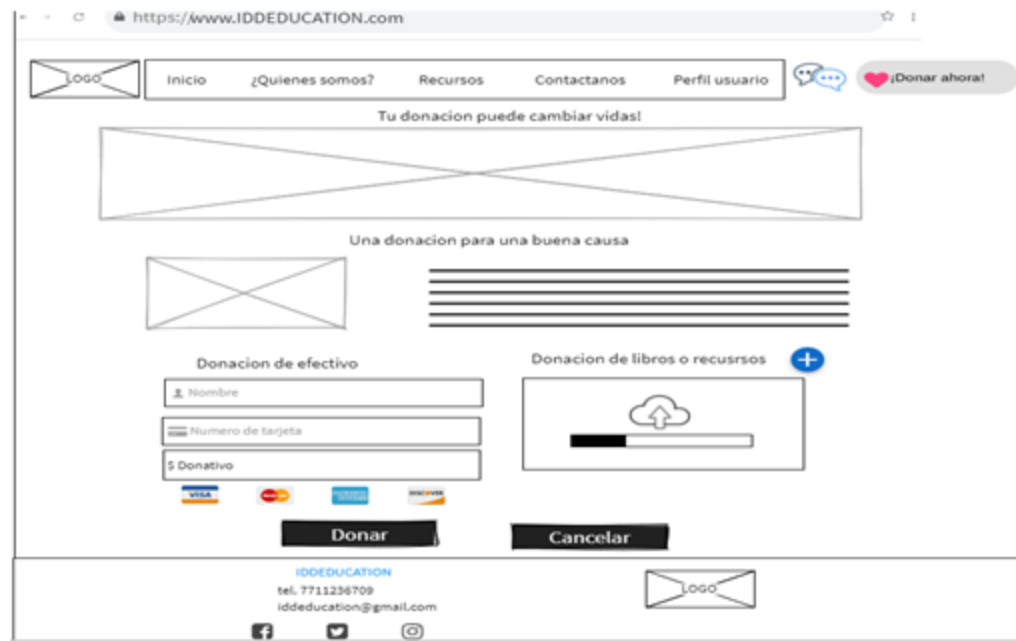 https://www.IDDEDUCATION.com
LOGO Inicio ¿Quienes somos? Recursos Contactanos Perfil usuario ¡Donar ahora!
Tu donacion puede cambiar vidas!
Una donacion para una buena causa
Donacion de efectivo Donacion de libros o recusrsos
Nombre
Numero de tarjeta
$ Donativo
VISA MasterCard DISCOVER
Donar Cancelar
IDDEDUCATION
LOGO
tel. 7711236709
iddeducation@gmail.com